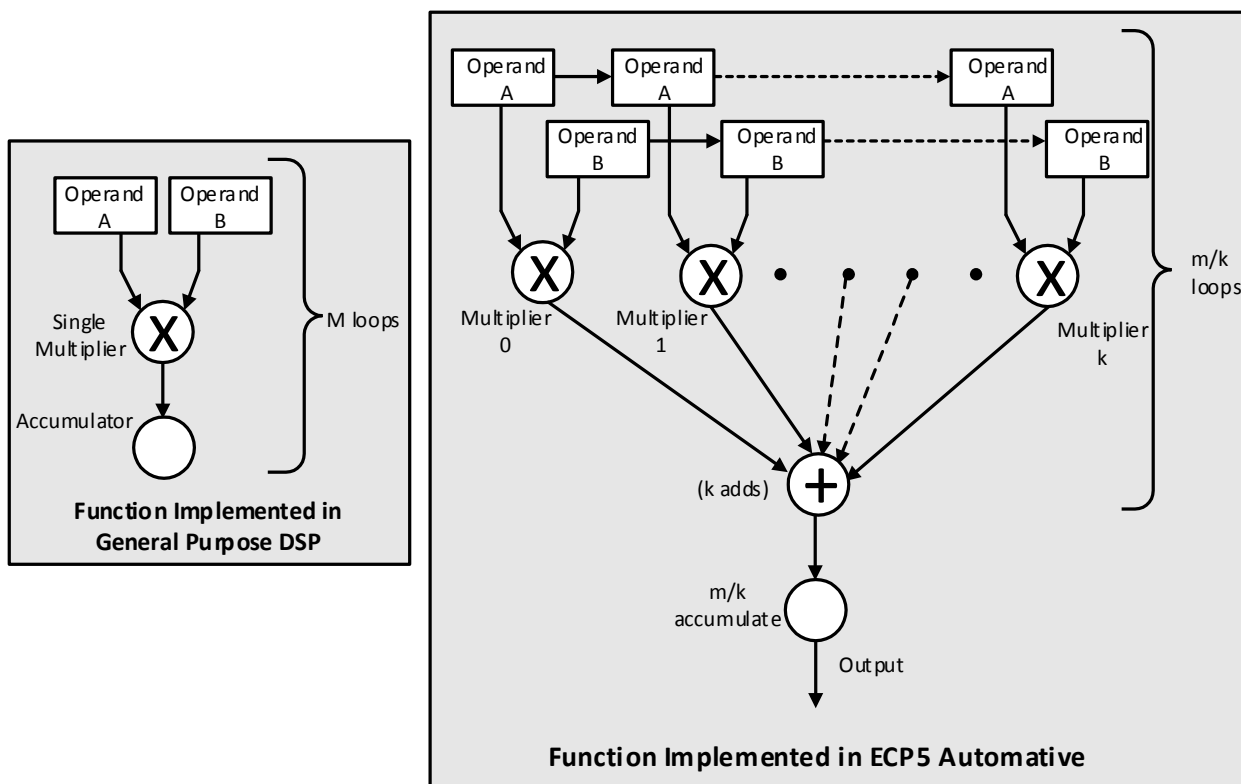 Operand
A
Operand
B
Single
Multiplier
X
Accumulator
M loops
Function Implemented in
General Purpose DSP
Operand
A
Operand
A
Operand
A
Operand
B
Operand
B
Operand
B
X
X
X
Multiplier
0
Multiplier
1
Multiplier
k
m/k
loops
(k adds)
+
m/k
accumulate
Output
Function Implemented in ECP5 Automative